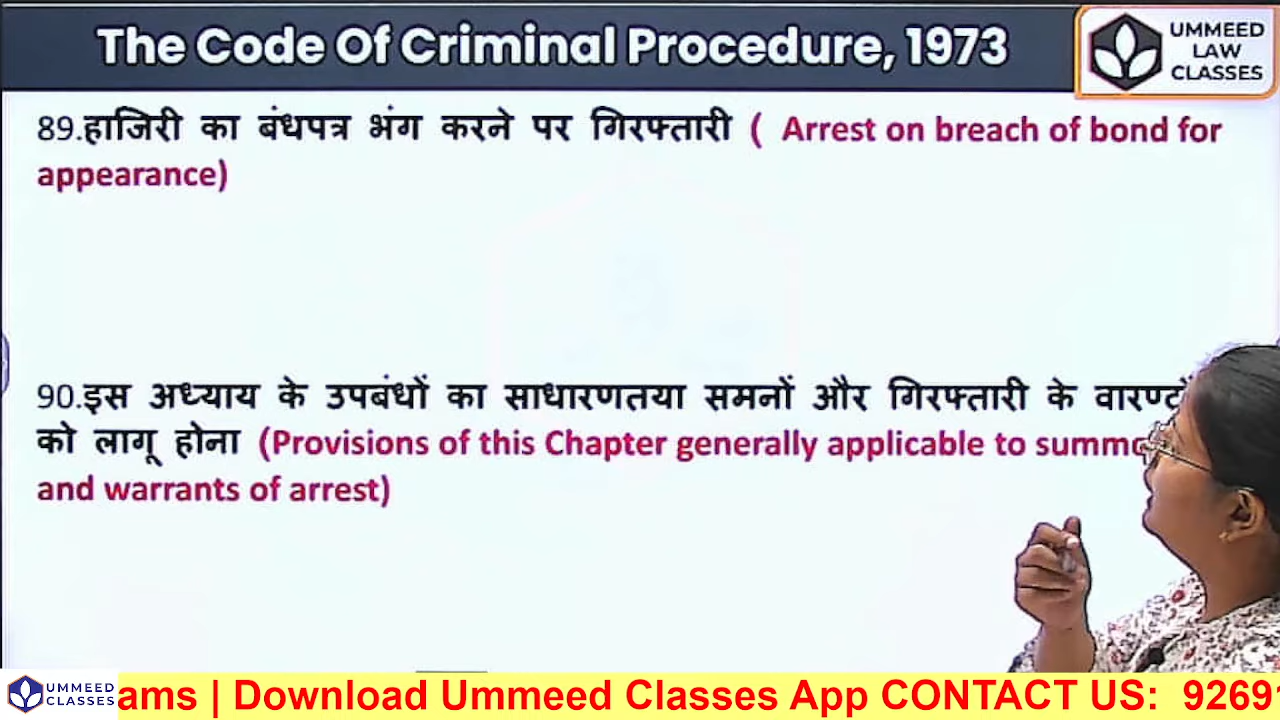 The Code Of Criminal Procedure, 1973
UMMEED
LAW
CLASSES
89.हाजिरी का बंधपत्र भंग करने पर गिरफ्तारी ( Arrest on breach of bond for
appearance)
90.इस अध्याय के उपबंधों का साधारणतया समनों और गिरफ्तारी के
को लागू होना (Provisions of this Chapter generally applicable to
and warrants of arrest)
UMMEED
CLASSES
| Download Ummeed Classes App CONTACT US: